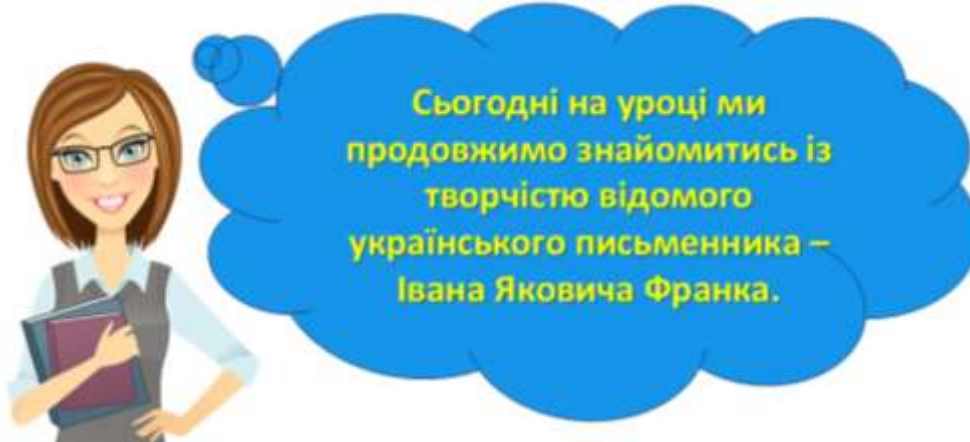 Сьогодні на уроці ми
продовжимо знайомитись із
творчістю відомого
українського письменника –
Івана Яковича Франка.